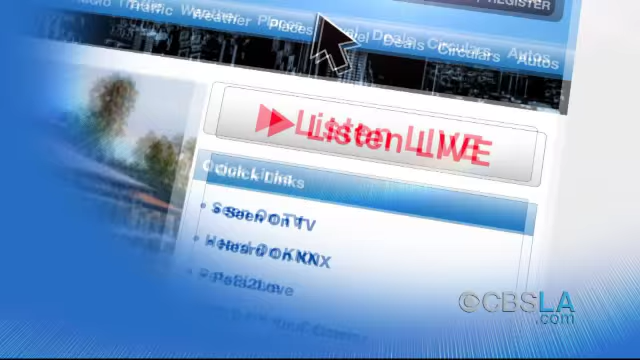 REGISTER
Traffic Weather Places Deals Circulars Autos
Listen LIVE
Quick Links
• Seen On TV
• Heard On KNX
• Pets2Love
CBSLA
.com